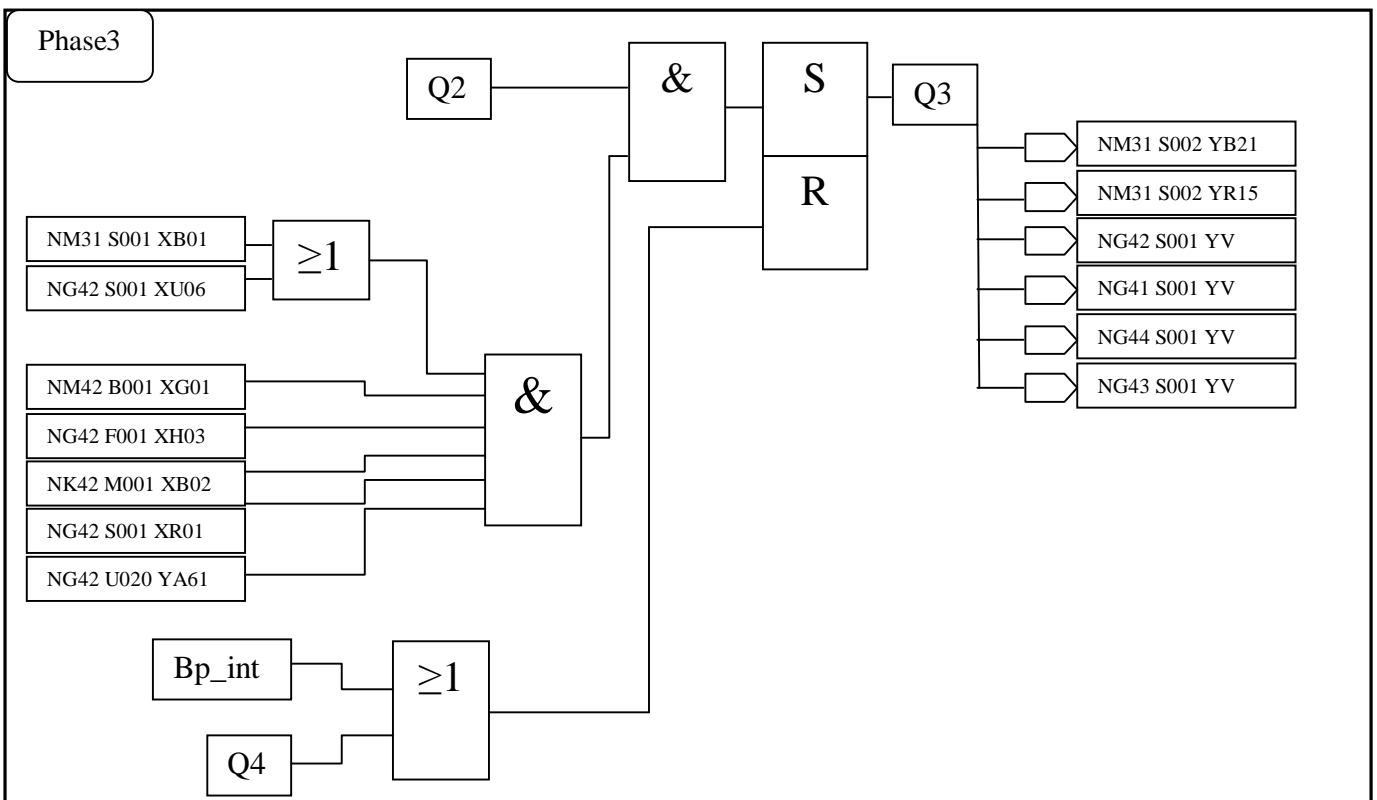 Phase3
Q2
&
S
Q3
NM31 S002 YB21
R
NM31 S002 YR15
NM31 S001 XB01
≥1
NG42 S001 YV
NG42 S001 XU06
NG41 S001 YV
NG44 S001 YV
NM42 B001 XG01
&
NG43 S001 YV
NG42 F001 XH03
NK42 M001 XB02
NG42 S001 XR01
NG42 U020 YA61
Bp_int
≥1
Q4